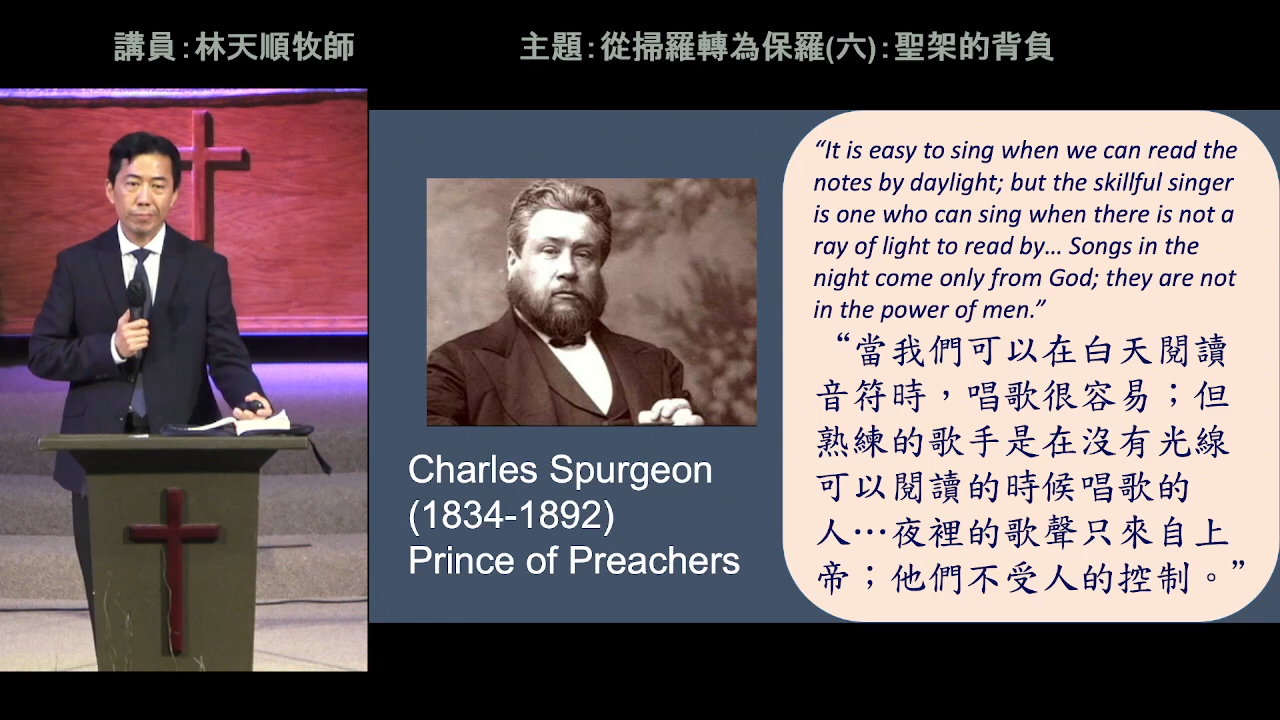 講員：林天順牧師
主題：從掃羅轉為保羅(六)：聖架的背負
Charles Spurgeon
(1834-1892)
Prince of Preachers
“It is easy to sing when we can read the
notes by daylight; but the skillful singer
is one who can sing when there is not a
ray of light to read by… Songs in the
night come only from God; they are not
in the power of men.”
“當我們可以在白天閱讀
音符時，唱歌很容易；但
熟練的歌手是在沒有光線
可以閱讀的時候唱歌的
人…夜裡的歌聲只來自上
帝；他們不受人的控制。”